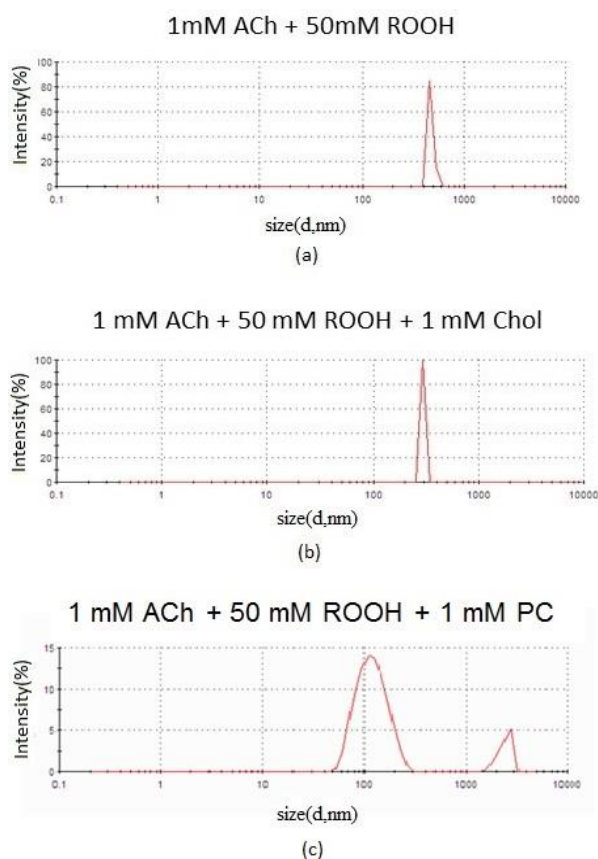 1mM ACh + 50mM ROOH
Intensity(%)
100
80
60
40
20
0
0.1 1 10 100 1000 10000
size(d,nm)
(a)
1 mM ACh + 50 mM ROOH + 1 mM Chol
Intensity(%)
100
80
60
40
20
0
0.1 1 10 100 1000 10000
size(d,nm)
(b)
1 mM ACh + 50 mM ROOH + 1 mM PC
Intensity(%)
15
10
5
0
0.1 1 10 100 1000 10000
size(d,nm)
(c)